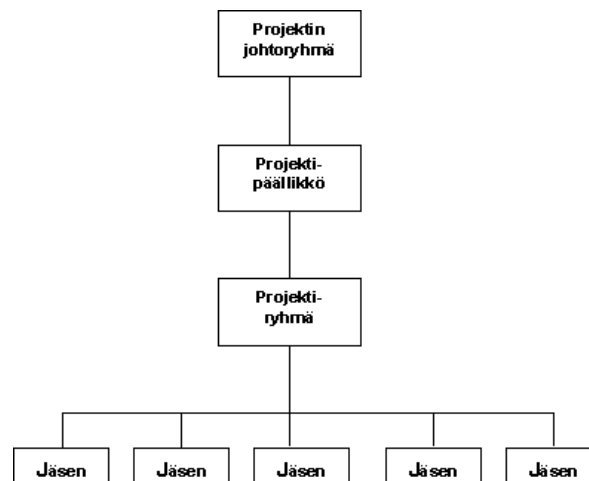 Projektin
johtoryhmä
Projekti-
päällikkö
Projekti-
ryhmä
Jäsen Jäsen Jäsen Jäsen Jäsen